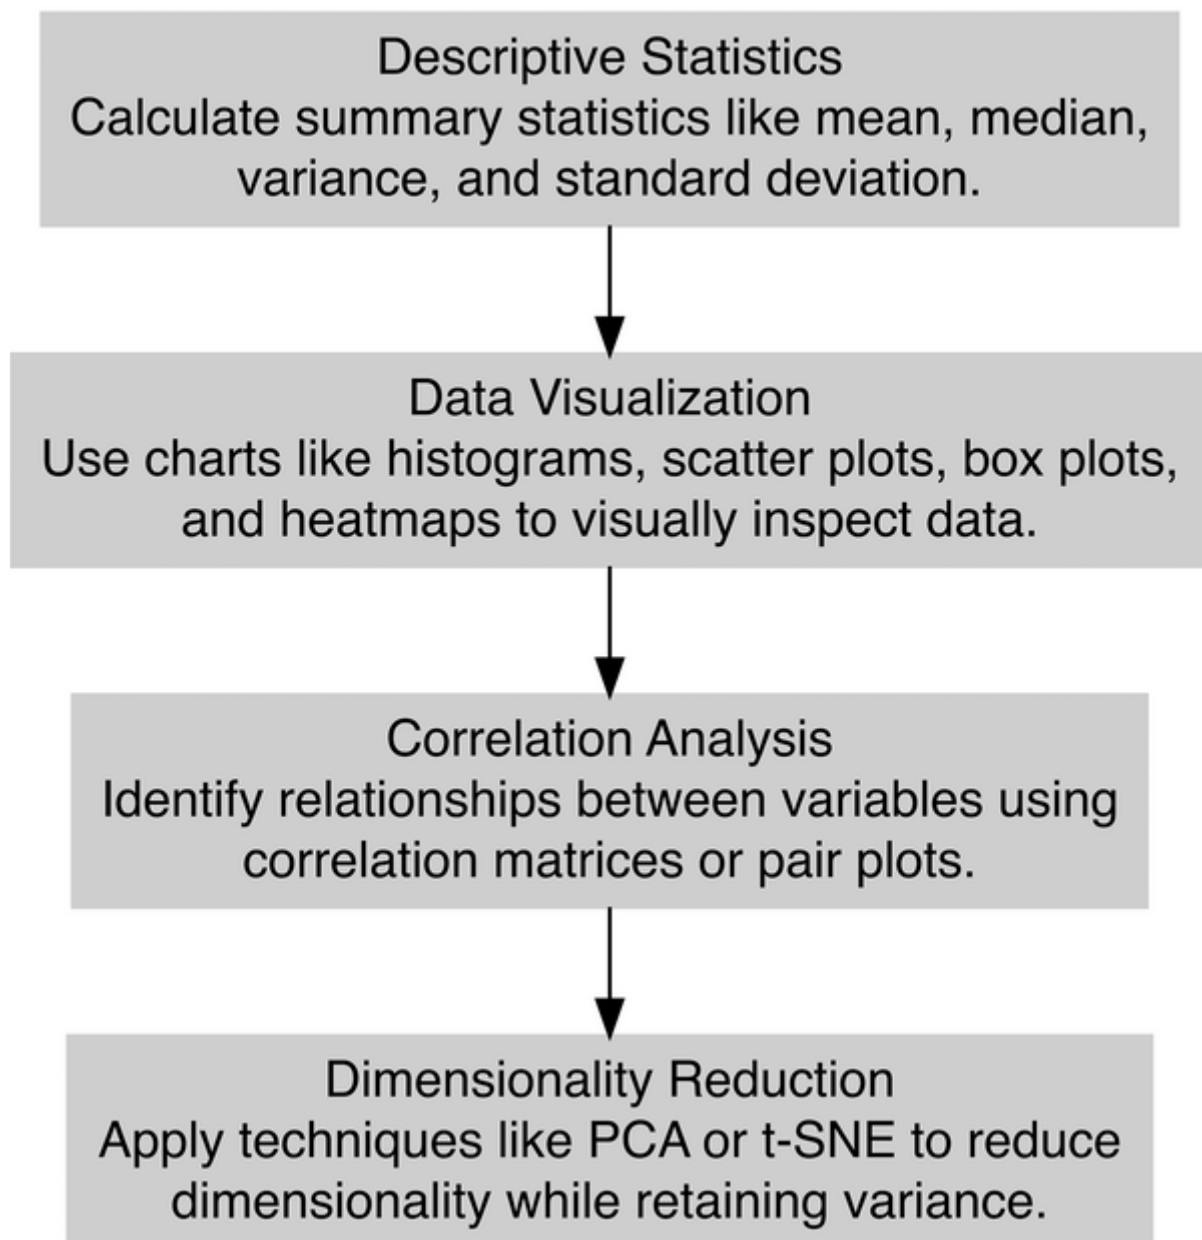 Descriptive Statistics
Calculate summary statistics like mean, median,
variance, and standard deviation.
Data Visualization
Use charts like histograms, scatter plots, box plots,
and heatmaps to visually inspect data.
Correlation Analysis
Identify relationships between variables using
correlation matrices or pair plots.
Dimensionality Reduction
Apply techniques like PCA or t-SNE to reduce
dimensionality while retaining variance.